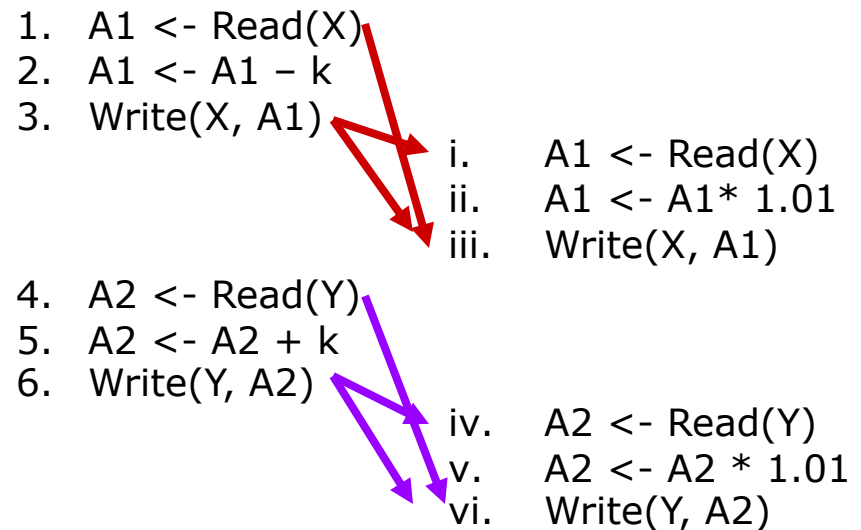 1. A1 <- Read(X)
2. A1 <- A1 – k
3. Write(X, A1)
i. A1 <- Read(X)
ii. A1 <- A1* 1.01
iii. Write(X, A1)
4. A2 <- Read(Y)
5. A2 <- A2 + k
6. Write(Y, A2)
iv. A2 <- Read(Y)
v. A2 <- A2 * 1.01
vi. Write(Y, A2)